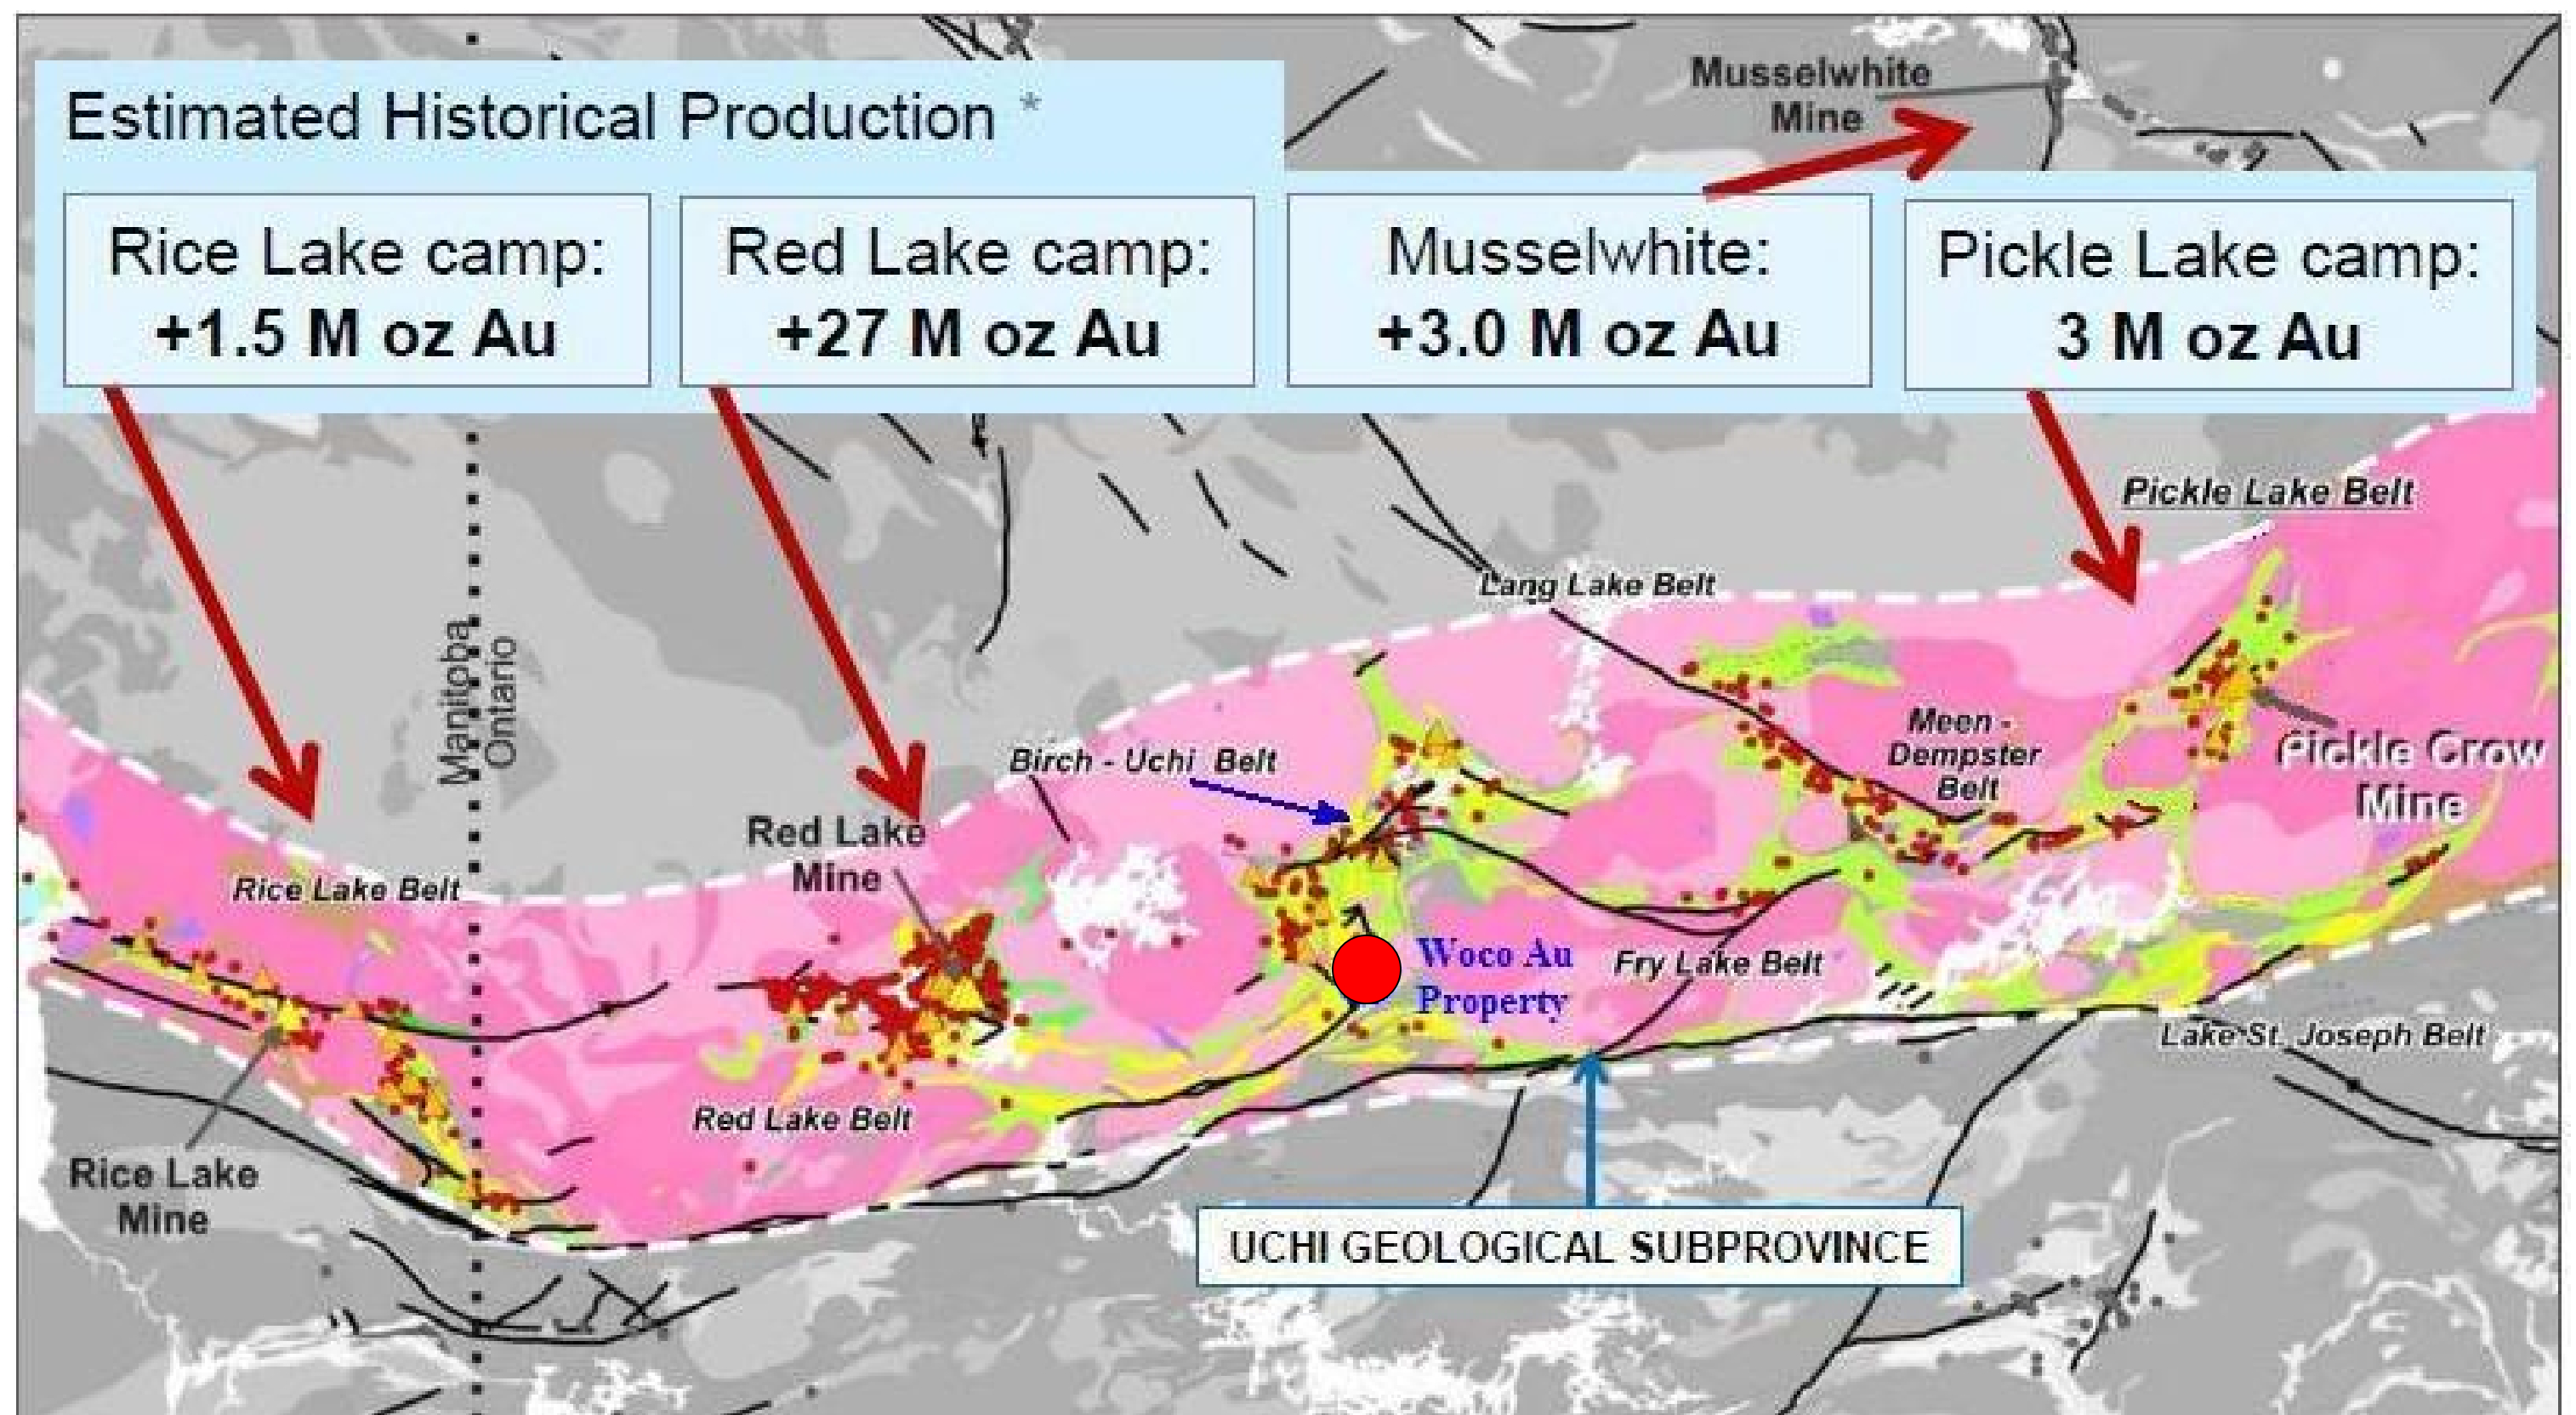 Musselwhite
Mine
Estimated Historical Production *
Rice Lake camp:
+1.5 M oz Au
Red Lake camp:
+27 M oz Au
Musselwhite:
+3.0 M oz Au
Pickle Lake camp:
3 M oz Au
Pickle Lake Belt
Lang Lake Belt
Manitoba
Ontario
Meen -
Dempster
Belt
Pickle Crow
Mine
Birch - Uchi Belt
Red Lake
Mine
Rice Lake Belt
Woco Au
Property
Fry Lake Belt
Lake St. Joseph Belt
Red Lake Belt
Rice Lake
Mine
UCHI GEOLOGICAL SUBPROVINCE